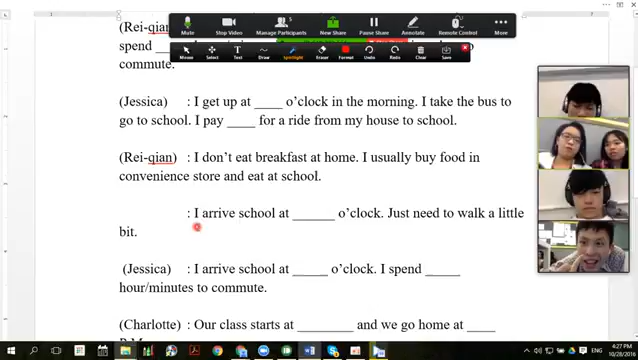 (Rei-qian
Mute
Stop Video
Manage Participants
5
New Share
Pause Share
Annotate
Remote Control
More
spend
Mouse
Select
Text
Draw
Spotlight
Eraser
Format
Undo
Redo
Clear
Save
to
commute.
(Jessica) : I get up at ____ o'clock in the morning. I take the bus to
go to school. I pay ____ for a ride from my house to school.
(Rei-qian) : I don't eat breakfast at home. I usually buy food in
convenience store and eat at school.
: I arrive school at ______ o'clock. Just need to walk a little
bit.
(Jessica) : I arrive school at _____ o'clock. I spend _____
hour/minutes to commute.
(Charlotte) : Our class starts at ________ and we go home at ____
P.M.
4:27 PM
10/28/2016